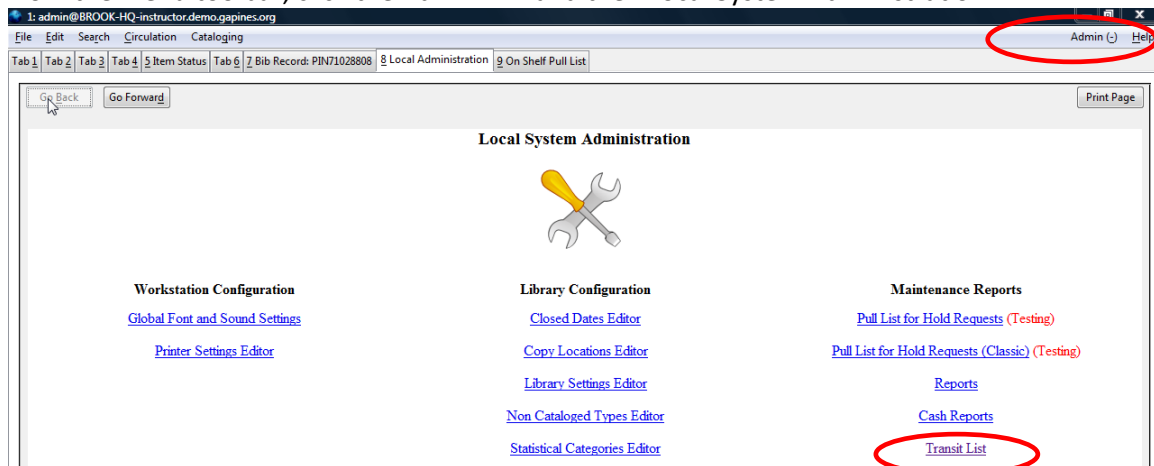 1: admin@BROOK-HQ-instructor.demo.gapines.org
File Edit Search Circulation Cataloging Admin (-) Help
Tab 1 Tab 2 Tab 3 Tab 4 5 Item Status Tab 6 7 Bib Record: PIN71028808 8 Local Administration 9 On Shelf Pull List
Go Back Go Forward Print Page
Local System Administration
Workstation Configuration Library Configuration Maintenance Reports
Global Font and Sound Settings Closed Dates Editor Pull List for Hold Requests (Testing)
Printer Settings Editor Copy Locations Editor Pull List for Hold Requests (Classic) (Testing)
Library Settings Editor Reports
Non Cataloged Types Editor Cash Reports
Statistical Categories Editor Transit List